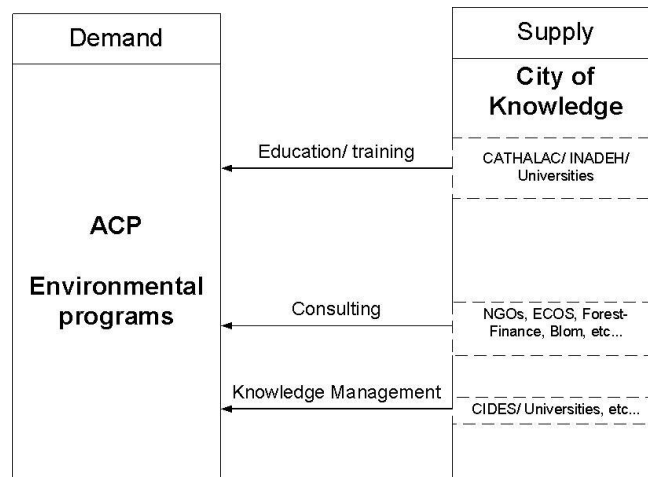 Demand
Supply
City of
Knowledge
Education/ training
CATHALAC/ INADEH/
Universities
ACP
Environmental
programs
Consulting
NGOs, ECOS, Forest-
Finance, Blom, etc...
Knowledge Management
CIDES/ Universities, etc...